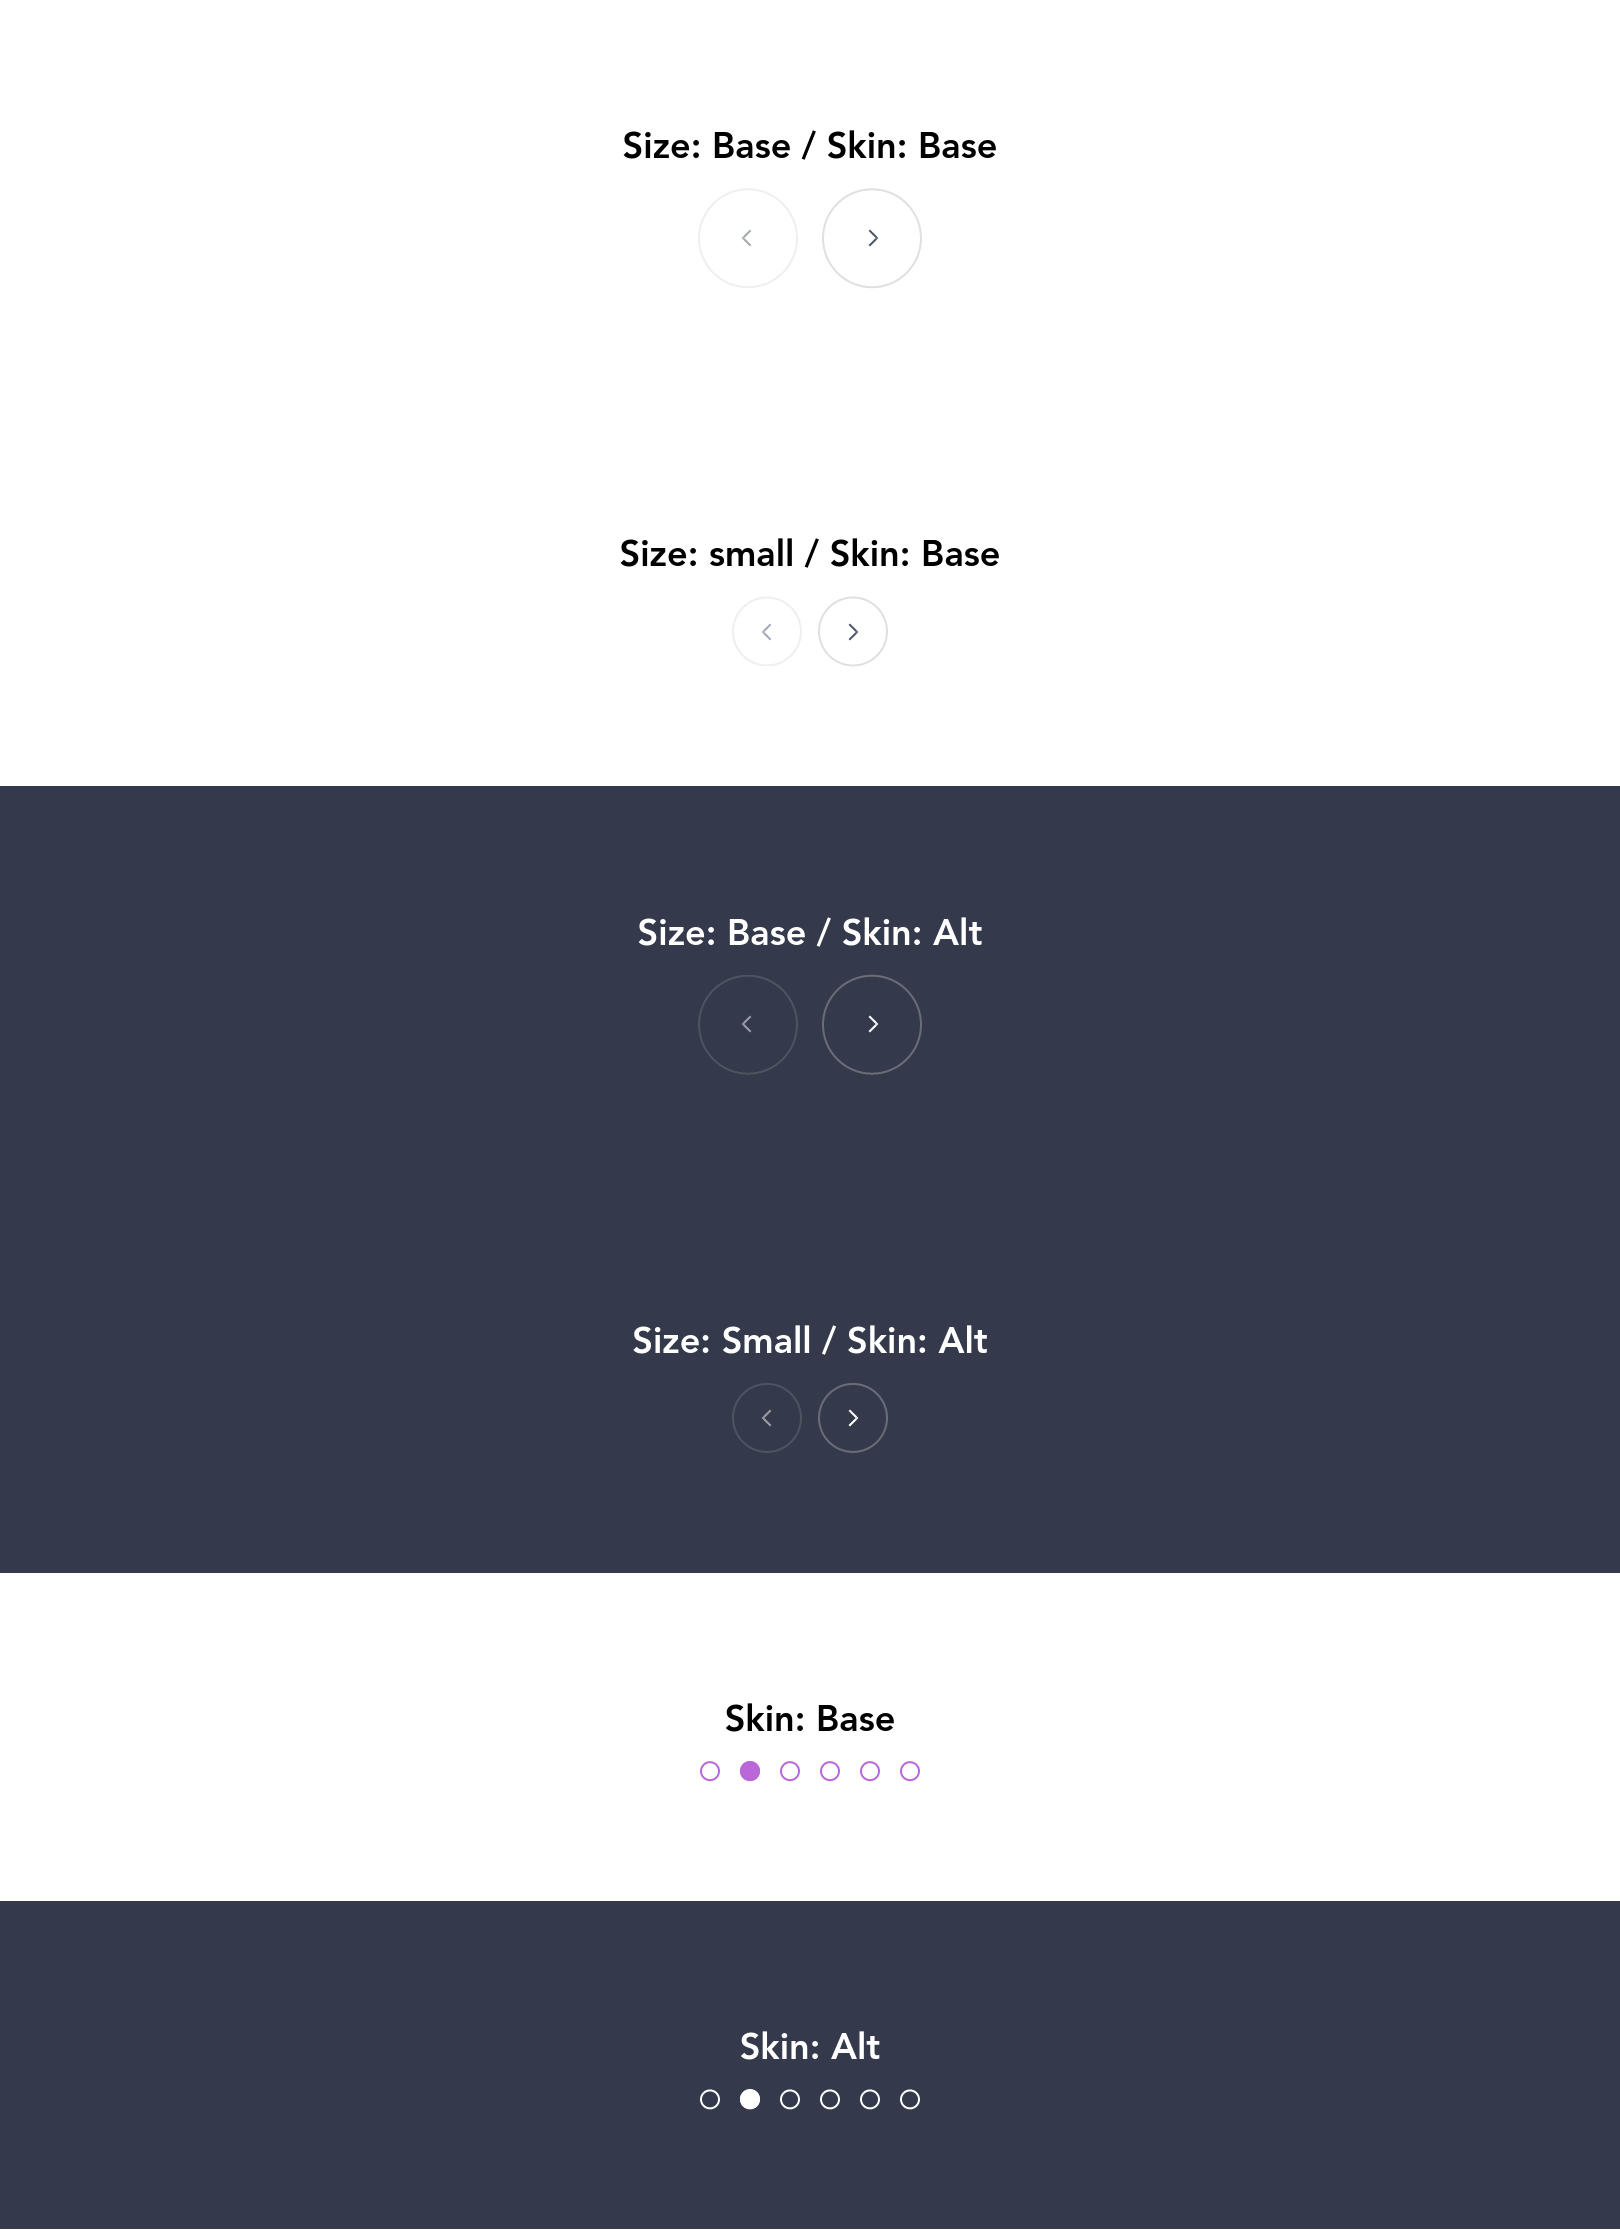 Size: Base / Skin: Base
Size: small / Skin: Base
Size: Base / Skin: Alt
Size: Small / Skin: Alt
Skin: Base
Skin: Alt